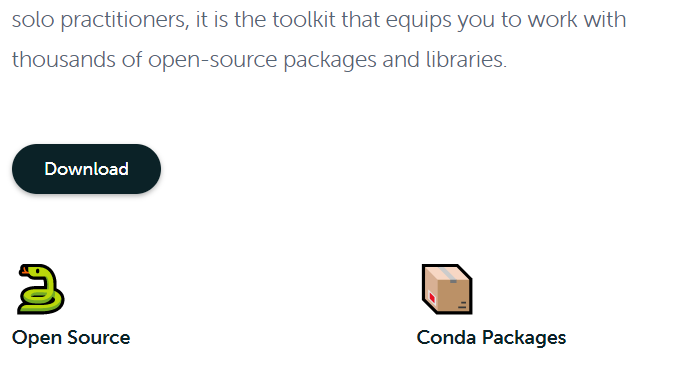 solo practitioners, it is the toolkit that equips you to work with
thousands of open-source packages and libraries.
Download
Open Source
Conda Packages